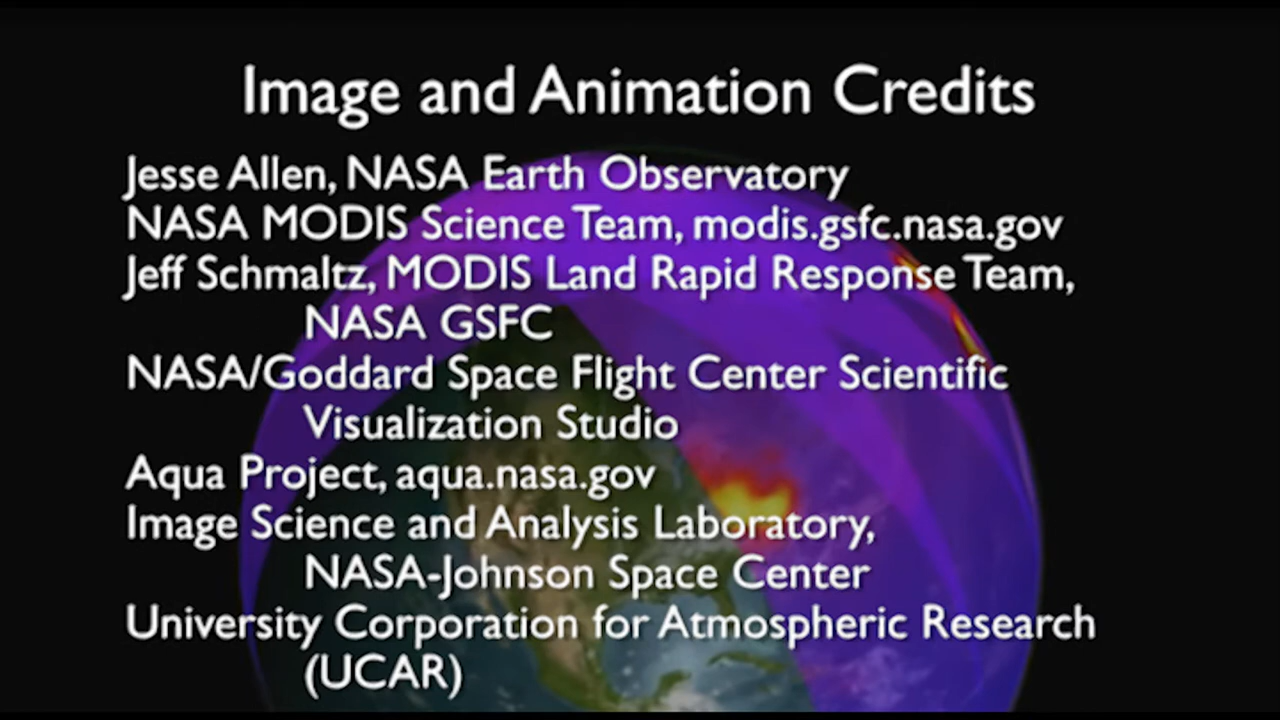 Image and Animation Credits
Jesse Allen, NASA Earth Observatory
NASA MODIS Science Team, modis.gsfc.nasa.gov
Jeff Schmaltz, MODIS Land Rapid Response Team,
NASA GSFC
NASA/Goddard Space Flight Center Scientific
Visualization Studio
Aqua Project, aqua.nasa.gov
Image Science and Analysis Laboratory,
NASA-Johnson Space Center
University Corporation for Atmospheric Research
(UCAR)